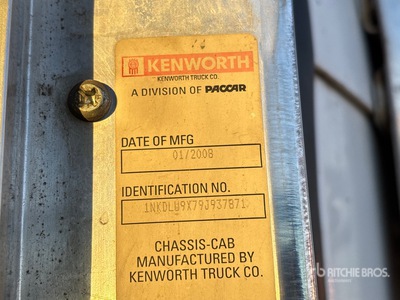 KENWORTH
KENWORTH TRUCK CO.
A DIVISION OF PACCAR
DATE OF MFG
01/2008
IDENTIFICATION NO.
1NKDLU9X79J937871
CHASSIS-CAB
MANUFACTURED BY
KENWORTH TRUCK CO.
RITCHIE BROS.